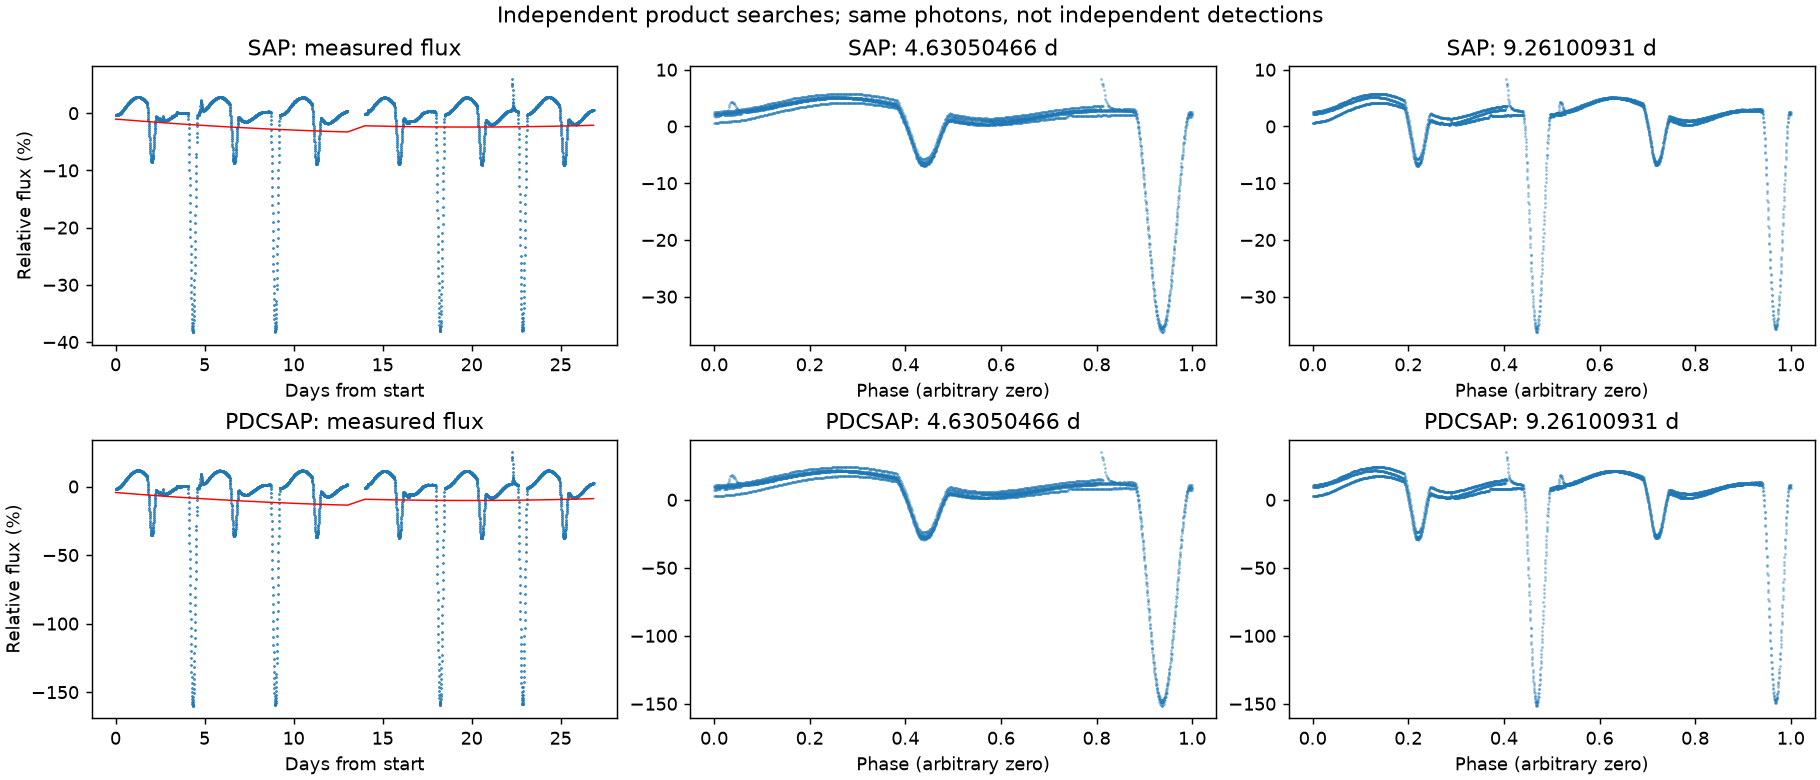 Independent product searches; same photons, not independent detections
SAP: measured flux
SAP: 4.63050466 d
SAP: 9.26100931 d
Relative flux (%)
0
−10
−20
−30
−40
0 5 10 15 20 25
Days from start
10
0
−10
−20
−30
0.0 0.2 0.4 0.6 0.8 1.0
Phase (arbitrary zero)
10
0
−10
−20
−30
0.0 0.2 0.4 0.6 0.8 1.0
Phase (arbitrary zero)
PDCSAP: measured flux
PDCSAP: 4.63050466 d
PDCSAP: 9.26100931 d
Relative flux (%)
0
−50
−100
−150
0 5 10 15 20 25
Days from start
0
−50
−100
−150
0.0 0.2 0.4 0.6 0.8 1.0
Phase (arbitrary zero)
0
−50
−100
−150
0.0 0.2 0.4 0.6 0.8 1.0
Phase (arbitrary zero)